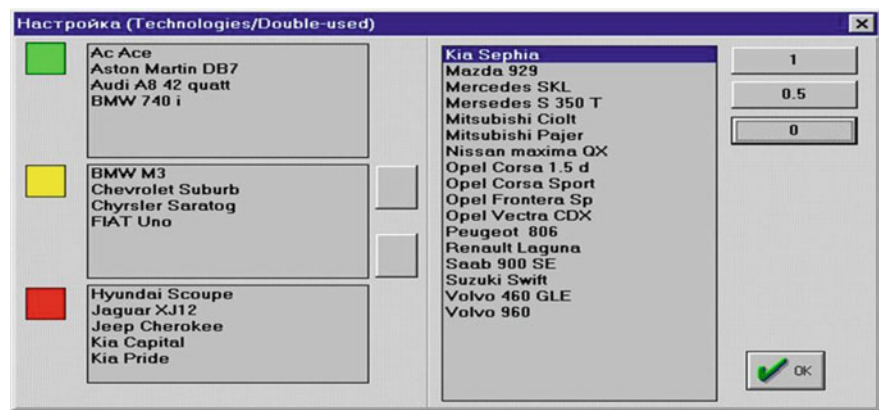 Настройка (Technologies/Double-used)
Ac Ace
Aston Martin DB7
Audi A8 42 quatt
BMW 740 i
BMW M3
Chevrolet Suburb
Chyrsler Saratog
FIAT Uno
Hyundai Scoupe
Jaguar XJ12
Jeep Cherokee
Kia Capital
Kia Pride
Kia Sephia
Mazda 929
Mercedes SKL
Mersedes S 350 T
Mitsubishi Ciolt
Mitsubishi Pajer
Nissan maxima QX
Opel Corsa 1.5 d
Opel Corsa Sport
Opel Frontera Sp
Opel Vectra CDX
Peugeot 806
Renault Laguna
Saab 900 SE
Suzuki Swift
Volvo 460 GLE
Volvo 960
1
0.5
0
OK